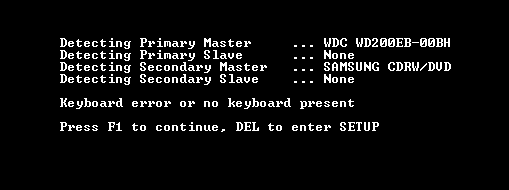 Detecting Primary Master ... WDC WD200EB-00BH
Detecting Primary Slave ... None
Detecting Secondary Master ... SAMSUNG CDRW/DVD
Detecting Secondary Slave ... None
Keyboard error or no keyboard present
Press F1 to continue, DEL to enter SETUP